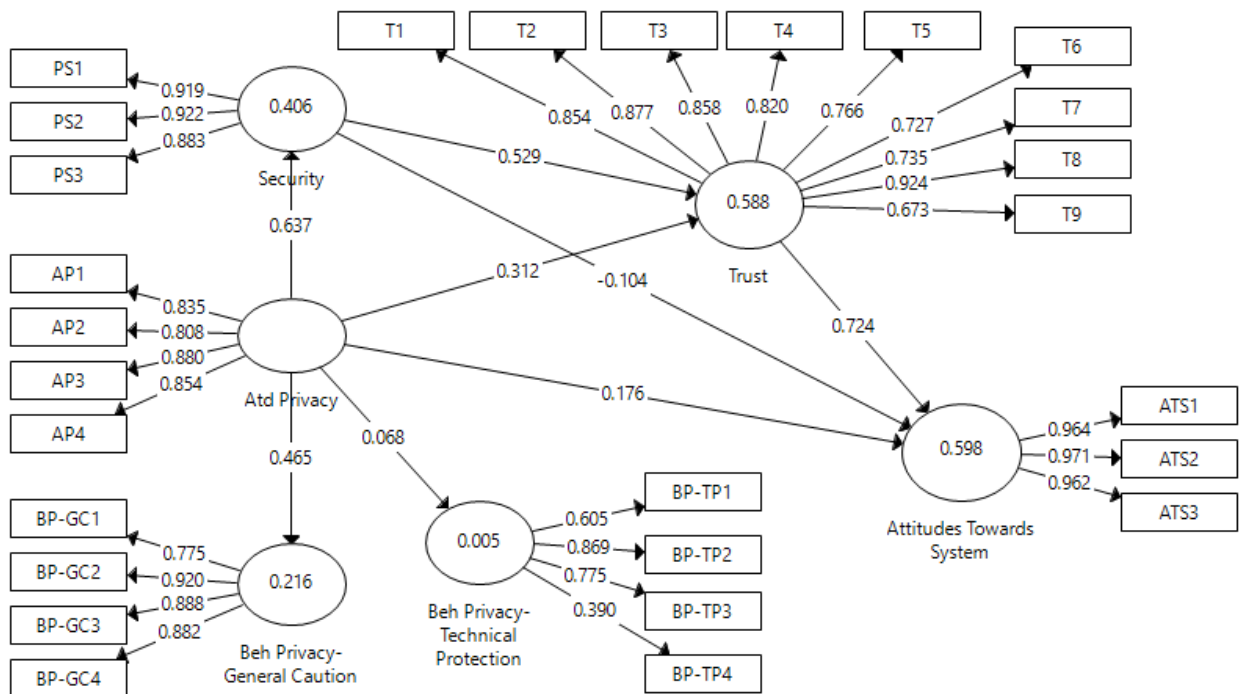 T1
T2
T3
T4
T5
T6
T7
T8
T9
0.854
0.877
0.858
0.820
0.766
0.727
0.735
0.924
0.673
PS1
PS2
PS3
0.919
0.922
0.883
0.406
Security
0.529
0.588
Trust
0.637
0.312
-0.104
0.724
AP1
AP2
AP3
AP4
0.835
0.808
0.880
0.854
Atd Privacy
0.176
0.465
0.068
0.598
Attitudes Towards
System
0.964
0.971
0.962
ATS1
ATS2
ATS3
BP-GC1
BP-GC2
BP-GC3
BP-GC4
0.775
0.920
0.888
0.882
0.216
Beh Privacy-
General Caution
0.005
Beh Privacy-
Technical
Protection
0.605
0.869
0.775
0.390
BP-TP1
BP-TP2
BP-TP3
BP-TP4